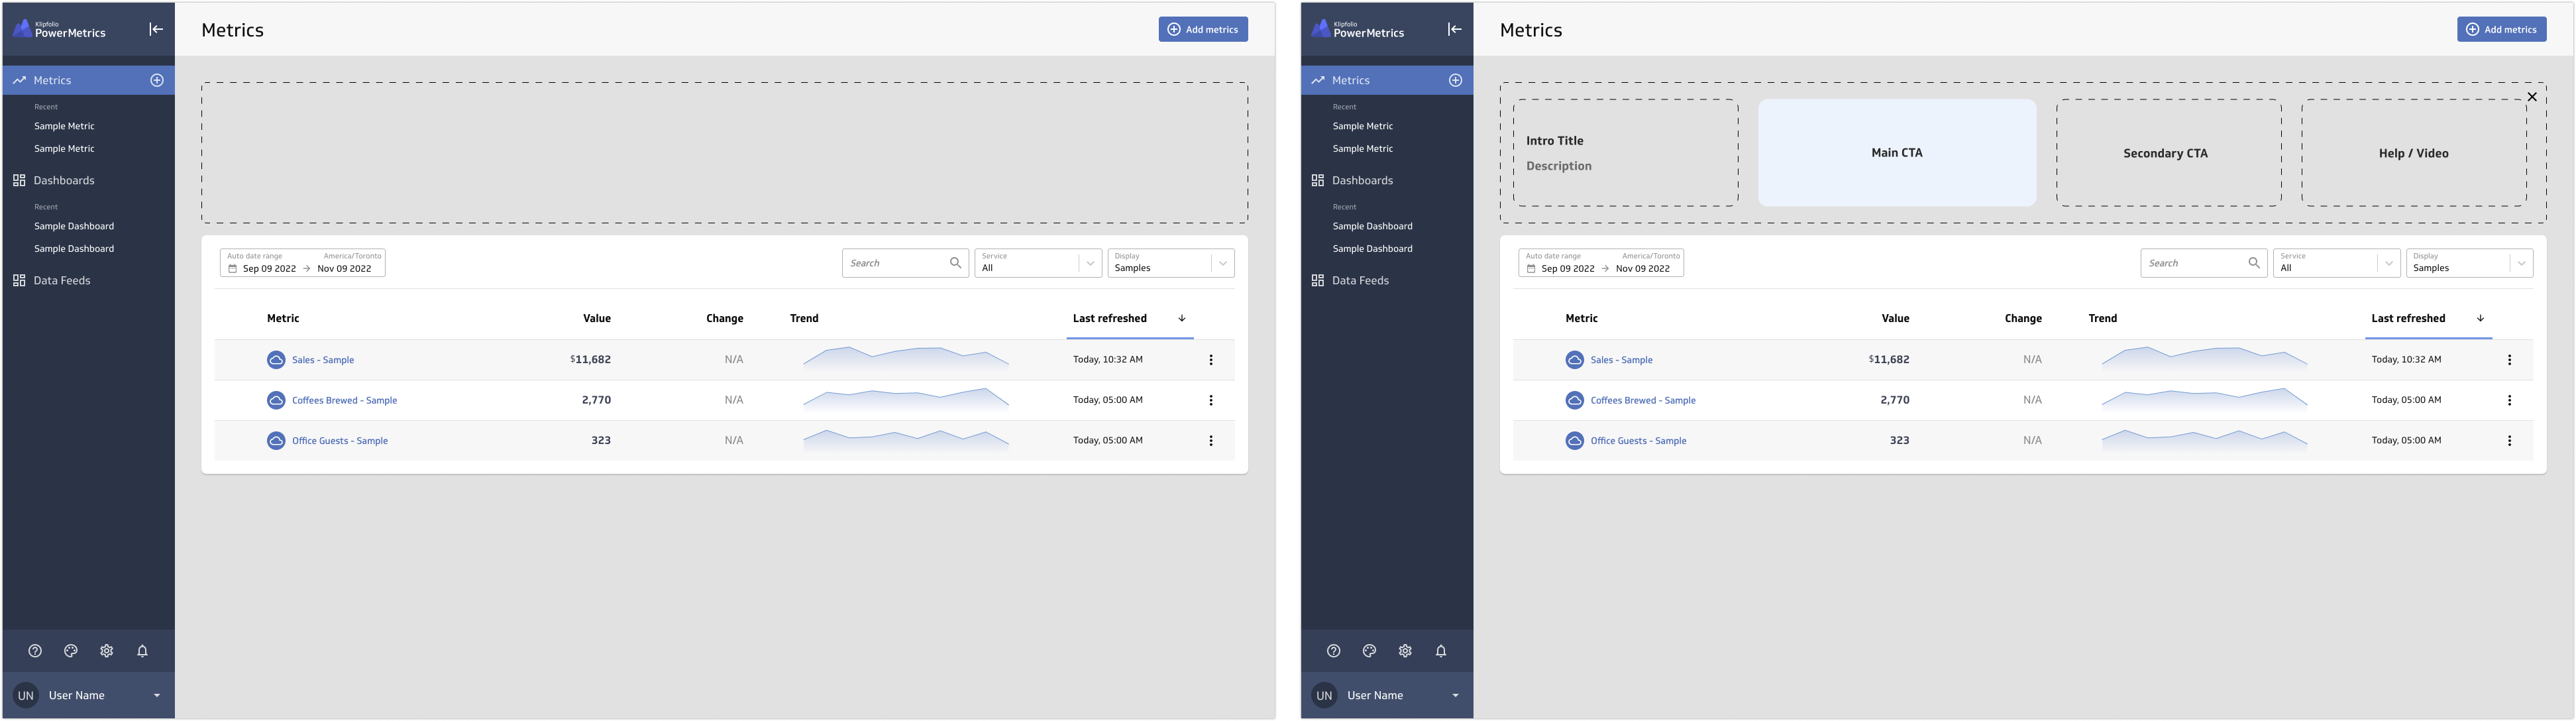 Klipfolio
PowerMetrics
Metrics
Add metrics
Metrics
Recent
Sample Metric
Sample Metric
Dashboards
Recent
Sample Dashboard
Sample Dashboard
Data Feeds
Auto date range America/Toronto
Sep 09 2022 → Nov 09 2022
Search
Service
All
Display
Samples
Metric Value Change Trend Last refreshed ↓
Sales - Sample $11,682 N/A Today, 10:32 AM
Coffees Brewed - Sample 2,770 N/A Today, 05:00 AM
Office Guests - Sample 323 N/A Today, 05:00 AM
UN User Name
Klipfolio
PowerMetrics
Metrics
Add metrics
Metrics
Recent
Sample Metric
Sample Metric
Dashboards
Recent
Sample Dashboard
Sample Dashboard
Data Feeds
Intro Title
Description
Main CTA
Secondary CTA
Help / Video
Auto date range America/Toronto
Sep 09 2022 → Nov 09 2022
Search
Service
All
Display
Samples
Metric Value Change Trend Last refreshed ↓
Sales - Sample $11,682 N/A Today, 10:32 AM
Coffees Brewed - Sample 2,770 N/A Today, 05:00 AM
Office Guests - Sample 323 N/A Today, 05:00 AM
UN User Name